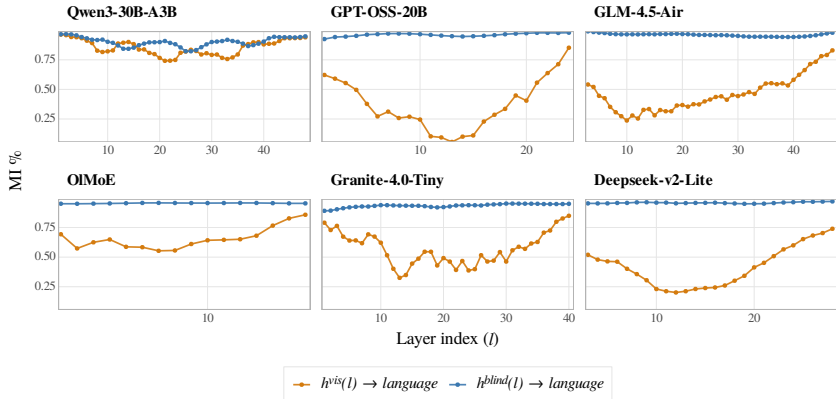 Qwen3-30B-A3B GPT-OSS-20B GLM-4.5-Air
0.75
0.50
0.25
10 20 30 40 10 20 10 20 30 40
MI %
OlMoE Granite-4.0-Tiny Deepseek-v2-Lite
0.75
0.50
0.25
10 10 20 30 40 10 20
Layer index (l)
h^vis(l) → language h^blind(l) → language